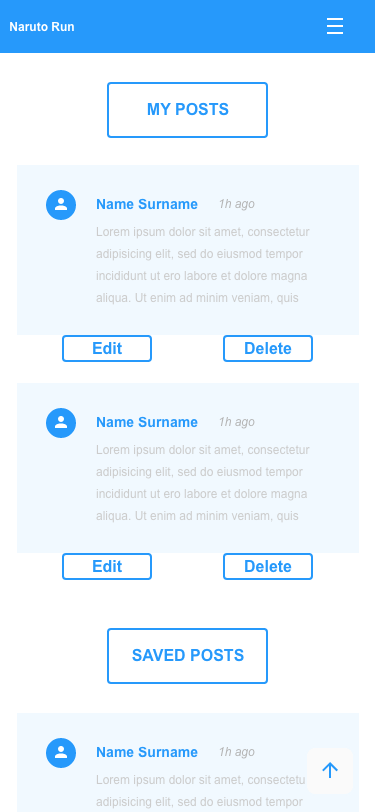 Naruto Run
MY POSTS
Name Surname 1h ago
Lorem ipsum dolor sit amet, consectetur
adipisicing elit, sed do eiusmod tempor
incididunt ut ero labore et dolore magna
aliqua. Ut enim ad minim veniam, quis
Edit Delete
Name Surname 1h ago
Lorem ipsum dolor sit amet, consectetur
adipisicing elit, sed do eiusmod tempor
incididunt ut ero labore et dolore magna
aliqua. Ut enim ad minim veniam, quis
Edit Delete
SAVED POSTS
Name Surname 1h ago
Lorem ipsum dolor sit amet, consectetu
adipisicing elit, sed do eiusmod tempor